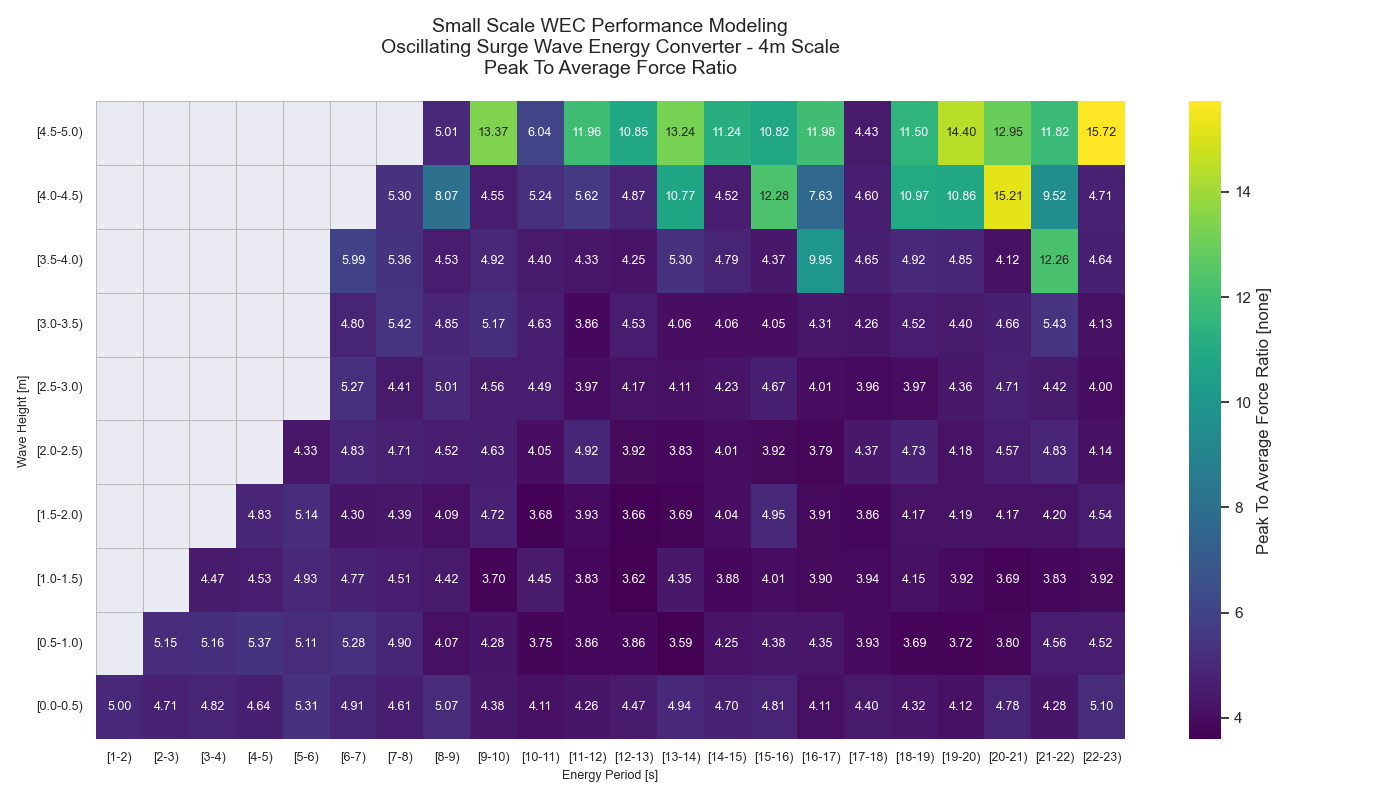 Small Scale WEC Performance Modeling
Oscillating Surge Wave Energy Converter - 4m Scale
Peak To Average Force Ratio
[4.5-5.0) 5.01 13.37 6.04 11.96 10.85 13.24 11.24 10.82 11.98 4.43 11.50 14.40 12.95 11.82 15.72
[4.0-4.5) 5.30 8.07 4.55 5.24 5.62 4.87 10.77 4.52 12.28 7.63 4.60 10.97 10.86 15.21 9.52 4.71
[3.5-4.0) 5.99 5.36 4.53 4.92 4.40 4.33 4.25 5.30 4.79 4.37 9.95 4.65 4.92 4.85 4.12 12.26 4.64
[3.0-3.5) 4.80 5.42 4.85 5.17 4.63 3.86 4.53 4.06 4.06 4.05 4.31 4.26 4.52 4.40 4.66 5.43 4.13
[2.5-3.0) 5.27 4.41 5.01 4.56 4.49 3.97 4.17 4.11 4.23 4.67 4.01 3.96 3.97 4.36 4.71 4.42 4.00
[2.0-2.5) 4.33 4.83 4.71 4.52 4.63 4.05 4.92 3.92 3.83 4.01 3.92 3.79 4.37 4.73 4.18 4.57 4.83 4.14
[1.5-2.0) 4.83 5.14 4.30 4.39 4.09 4.72 3.68 3.93 3.66 3.69 4.04 4.95 3.91 3.86 4.17 4.19 4.17 4.20 4.54
[1.0-1.5) 4.47 4.53 4.93 4.77 4.51 4.42 3.70 4.45 3.83 3.62 4.35 3.88 4.01 3.90 3.94 4.15 3.92 3.69 3.83 3.92
[0.5-1.0) 5.15 5.16 5.37 5.11 5.28 4.90 4.07 4.28 3.75 3.86 3.86 3.59 4.25 4.38 4.35 3.93 3.69 3.72 3.80 4.56 4.52
[0.0-0.5) 5.00 4.71 4.82 4.64 5.31 4.91 4.61 5.07 4.38 4.11 4.26 4.47 4.94 4.70 4.81 4.11 4.40 4.32 4.12 4.78 4.28 5.10
[1-2) [2-3) [3-4) [4-5) [5-6) [6-7) [7-8) [8-9) [9-10) [10-11) [11-12) [12-13) [13-14) [14-15) [15-16) [16-17) [17-18) [18-19) [19-20) [20-21) [21-22) [22-23)
Energy Period [s]
Wave Height [m]
14
12
10
8
6
4
Peak To Average Force Ratio [none]